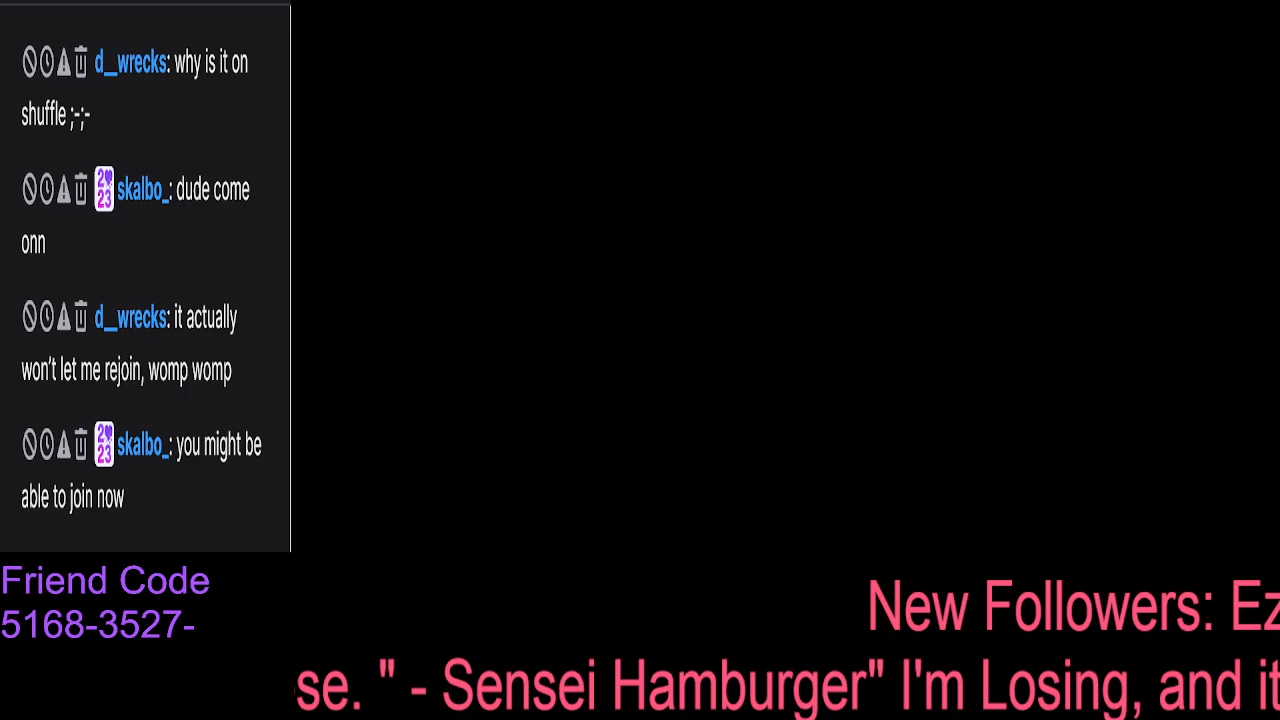 d__wrecks: why is it on
shuffle ;-;-
skalbo_: dude come
onn
d__wrecks: it actually
won't let me rejoin, womp womp
skalbo_: you might be
able to join now
Friend Code
5168-3527-
New Followers: Ez
se. " - Sensei Hamburger" I'm Losing, and it